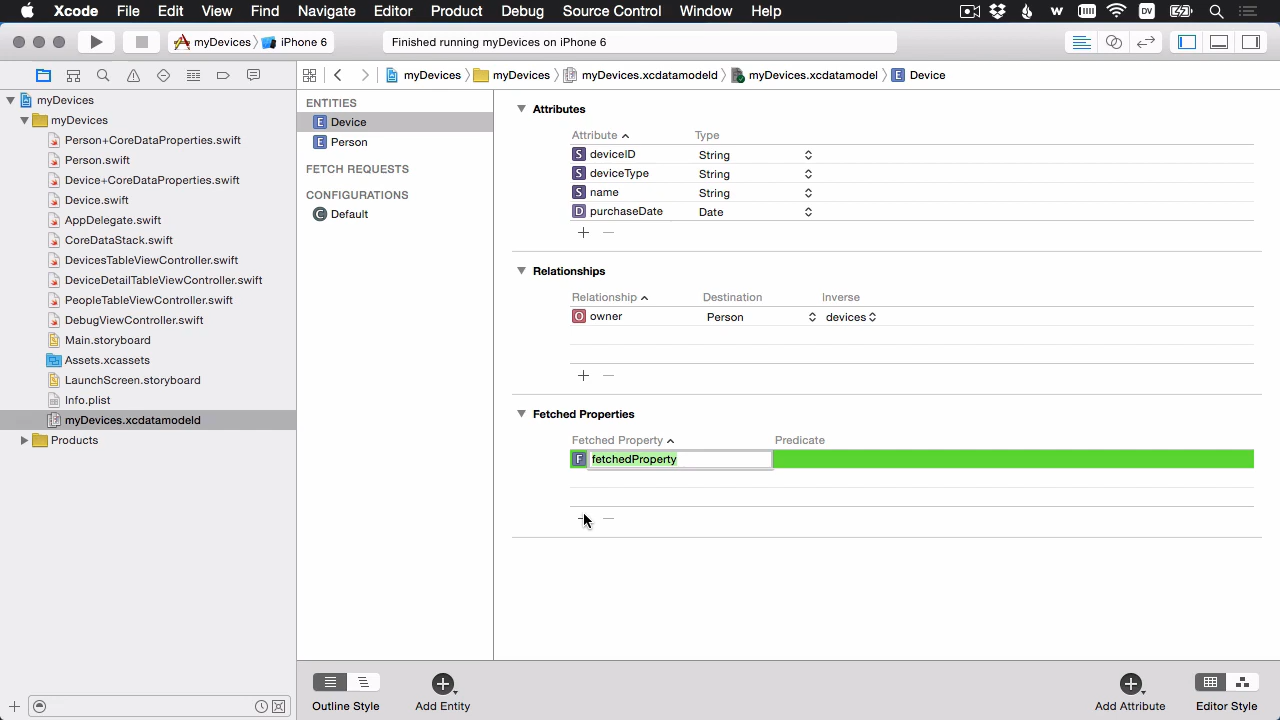 Xcode File Edit View Find Navigate Editor Product Debug Source Control Window Help
myDevices iPhone 6
Finished running myDevices on iPhone 6
myDevices myDevices myDevices.xcdatamodeld myDevices.xcdatamodel E Device
myDevices
myDevices
Person+CoreDataProperties.swift
Person.swift
Device+CoreDataProperties.swift
Device.swift
AppDelegate.swift
CoreDataStack.swift
DevicesTableViewController.swift
DeviceDetailTableViewController.swift
PeopleTableViewController.swift
DebugViewController.swift
Main.storyboard
Assets.xcassets
LaunchScreen.storyboard
Info.plist
myDevices.xcdatamodeld
Products
ENTITIES
E Device
E Person
FETCH REQUESTS
CONFIGURATIONS
C Default
Attributes
Attribute Type
S deviceID String
S deviceType String
S name String
D purchaseDate Date
Relationships
Relationship Destination Inverse
O owner Person devices
Fetched Properties
Fetched Property Predicate
F fetchedProperty
Outline Style
Add Entity
Add Attribute
Editor Style